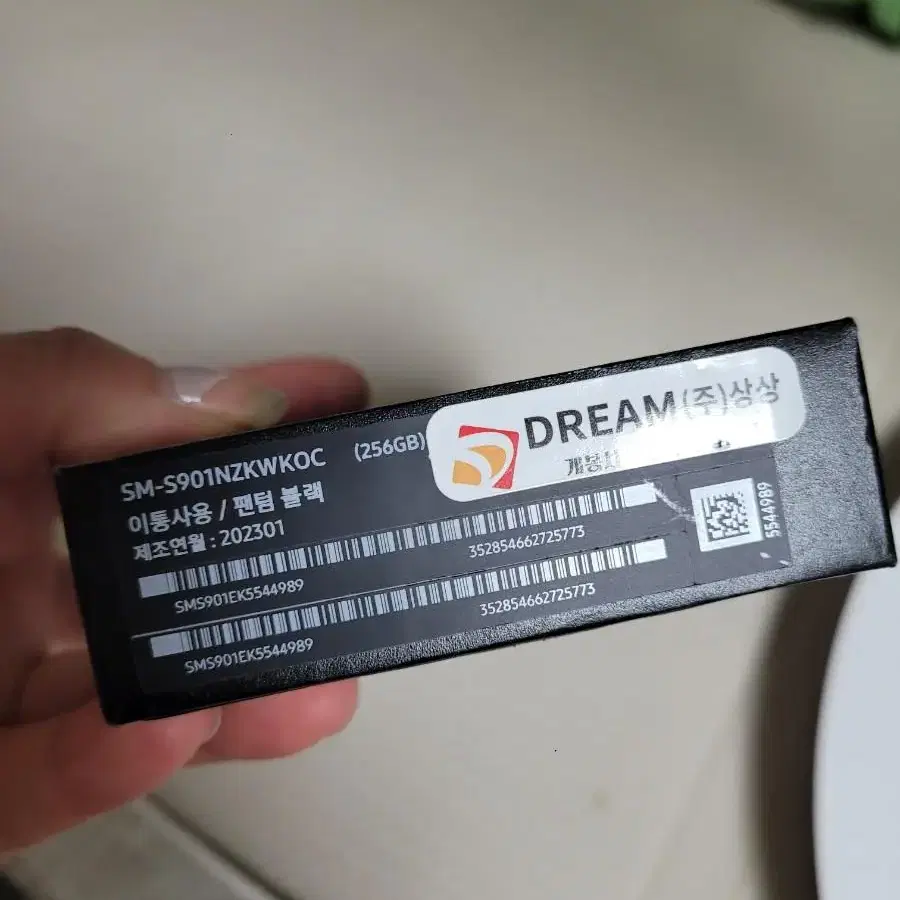 SM-S901NZKWKOC (256GB)
이통사용 / 팬텀 블랙
제조연월 : 202301
DREAM(주)상상
SMS901EK5544989 352854662725773
SMS901EK5544989 352854662725773
5544989